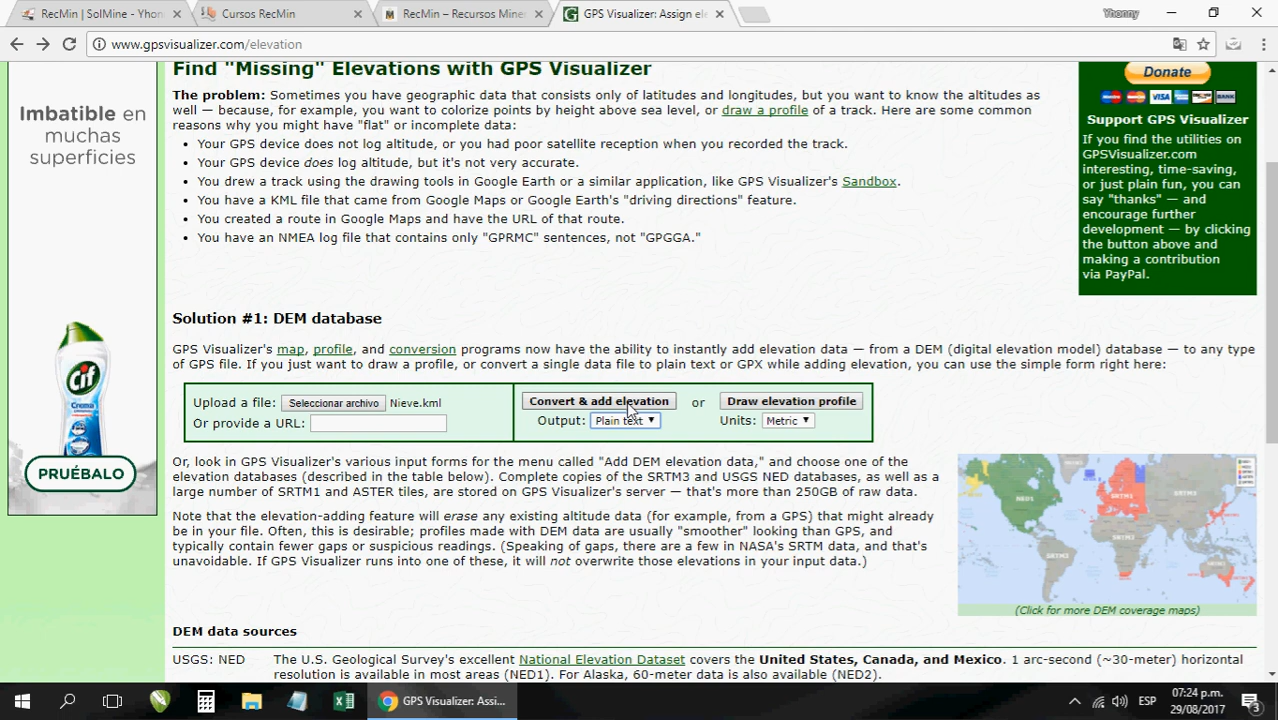 RecMin | SolMine - Yhon
Cursos RecMin
RecMin – Recursos Mine
GPS Visualizer: Assign el
Yhonny
www.gpsvisualizer.com/elevation
Imbatible en
muchas
superficies
Cif
Crema
PRUÉBALO
Find "Missing" Elevations with GPS Visualizer
The problem: Sometimes you have geographic data that consists only of latitudes and longitudes, but you want to know the altitudes as
well — because, for example, you want to colorize points by height above sea level, or draw a profile of a track. Here are some common
reasons why you might have "flat" or incomplete data:
• Your GPS device does not log altitude, or you had poor satellite reception when you recorded the track.
• Your GPS device does log altitude, but it's not very accurate.
• You drew a track using the drawing tools in Google Earth or a similar application, like GPS Visualizer's Sandbox.
• You have a KML file that came from Google Maps or Google Earth's "driving directions" feature.
• You created a route in Google Maps and have the URL of that route.
• You have an NMEA log file that contains only "GPRMC" sentences, not "GPGGA."
Donate
VISA
BANK
Support GPS Visualizer
If you find the utilities on
GPSVisualizer.com
interesting, time-saving,
or just plain fun, you can
say "thanks" — and
encourage further
development — by clicking
the button above and
making a contribution
via PayPal.
Solution #1: DEM database
GPS Visualizer's map, profile, and conversion programs now have the ability to instantly add elevation data — from a DEM (digital elevation model) database — to any type
of GPS file. If you just want to draw a profile, or convert a single data file to plain text or GPX while adding elevation, you can use the simple form right here:
Upload a file: Seleccionar archivo Nieve.kml
Or provide a URL:
Convert & add elevation or Draw elevation profile
Output: Plain text Units: Metric
Or, look in GPS Visualizer's various input forms for the menu called "Add DEM elevation data," and choose one of the
elevation databases (described in the table below). Complete copies of the SRTM3 and USGS NED databases, as well as a
large number of SRTM1 and ASTER tiles, are stored on GPS Visualizer's server — that's more than 250GB of raw data.
Note that the elevation-adding feature will erase any existing altitude data (for example, from a GPS) that might already
be in your file. Often, this is desirable; profiles made with DEM data are usually "smoother" looking than GPS, and
typically contain fewer gaps or suspicious readings. (Speaking of gaps, there are a few in NASA's SRTM data, and that's
unavoidable. If GPS Visualizer runs into one of these, it will not overwrite those elevations in your input data.)
NED1
SRTM1
SRTM3
SRTM3
SRTM3
(Click for more DEM coverage maps)
DEM data sources
USGS: NED The U.S. Geological Survey's excellent National Elevation Dataset covers the United States, Canada, and Mexico. 1 arc-second (~30-meter) horizontal
resolution is available in most areas (NED1). For Alaska, 60-meter data is also available (NED2).
GPS Visualizer: Assi...
ESP
07:24 p.m.
29/08/2017
3